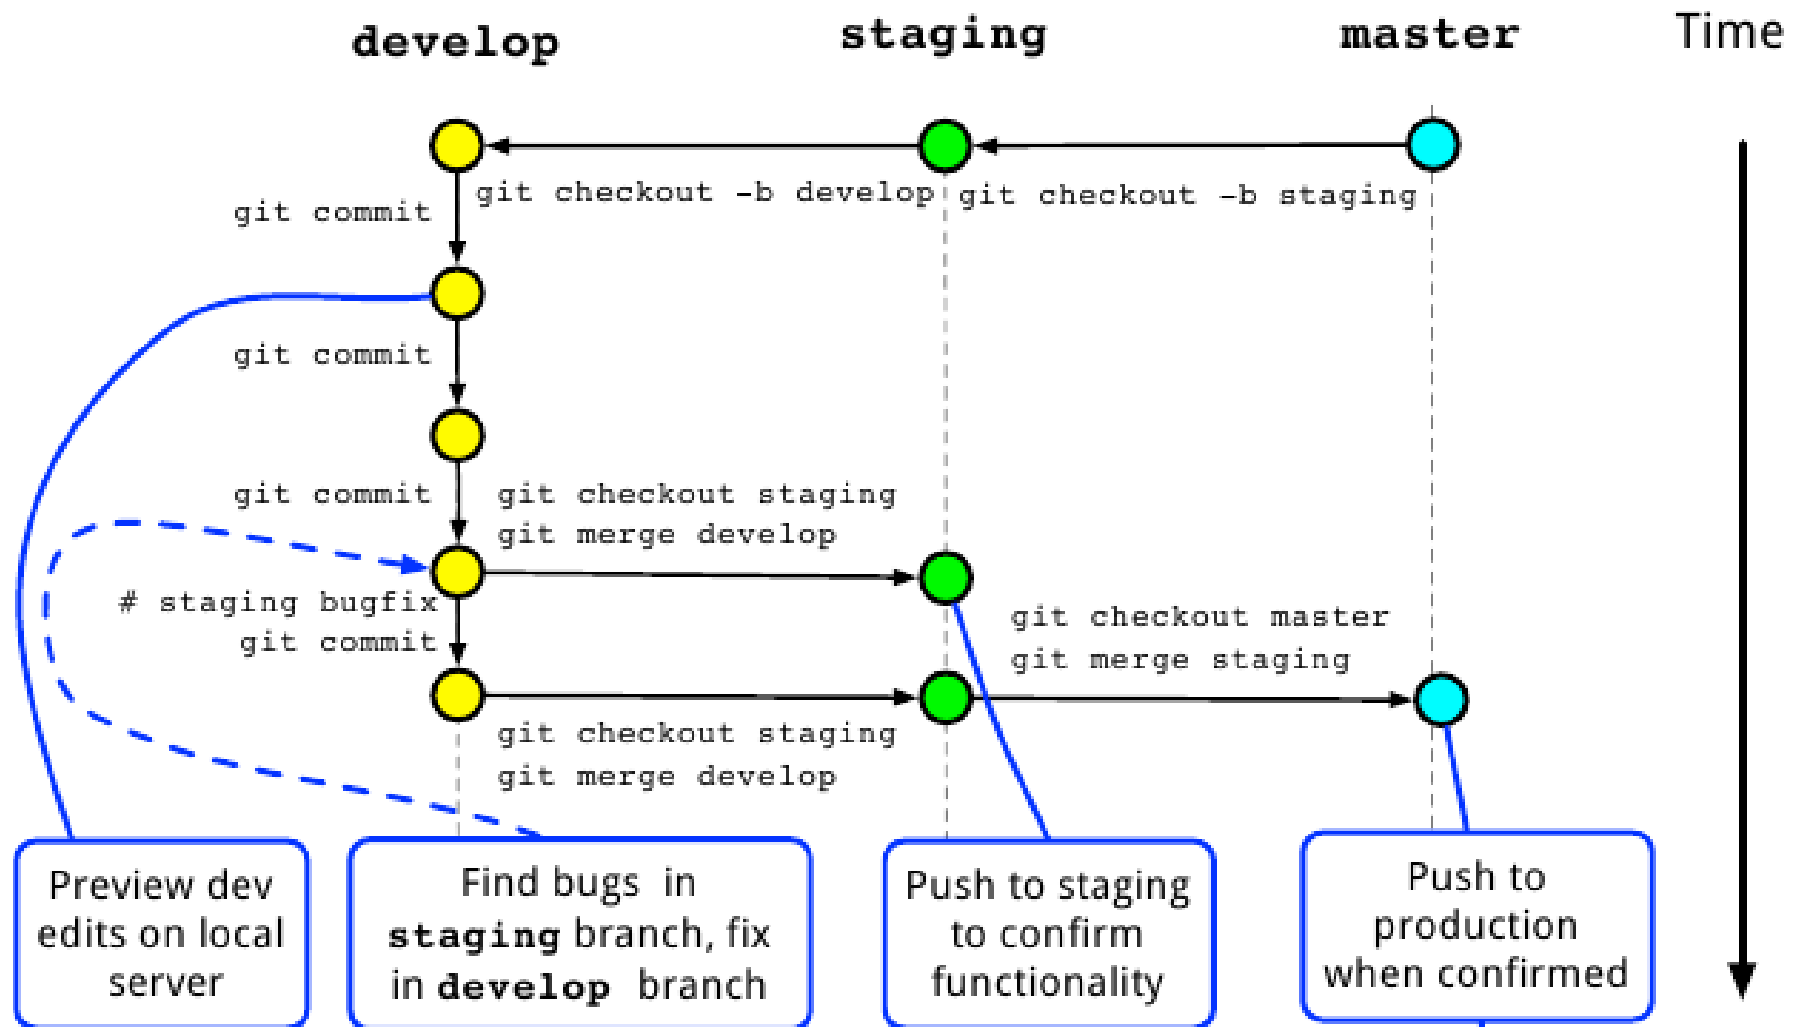 develop staging master Time
git checkout -b develop git checkout -b staging
git commit
git commit
git commit
git checkout staging
git merge develop
# staging bugfix
git commit
git checkout master
git merge staging
git checkout staging
git merge develop
Preview dev
edits on local
server
Find bugs in
staging branch, fix
in develop branch
Push to staging
to confirm
functionality
Push to
production
when confirmed